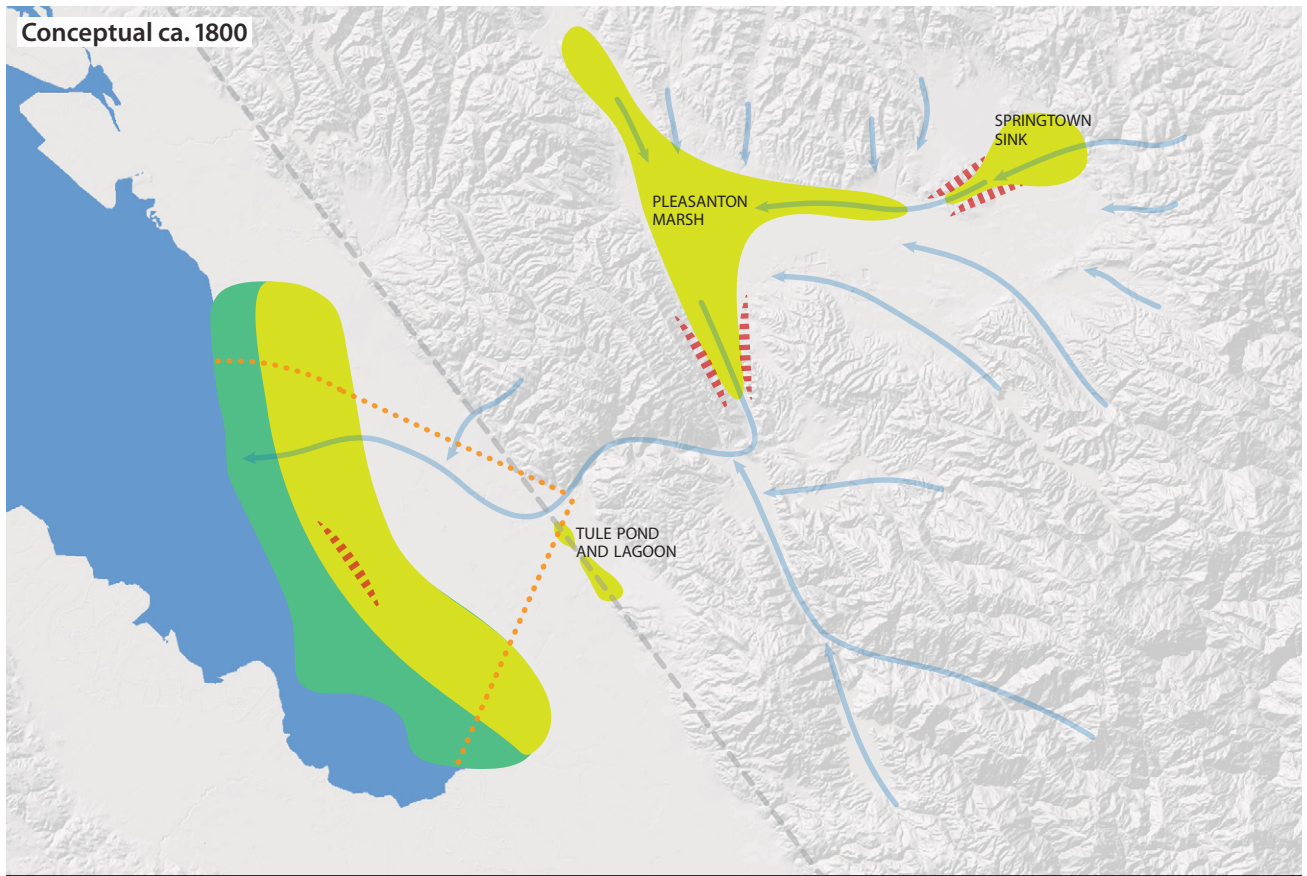 Conceptual ca. 1800
SPRINGTOWN
SINK
PLEASANTON
MARSH
TULE POND
AND LAGOON